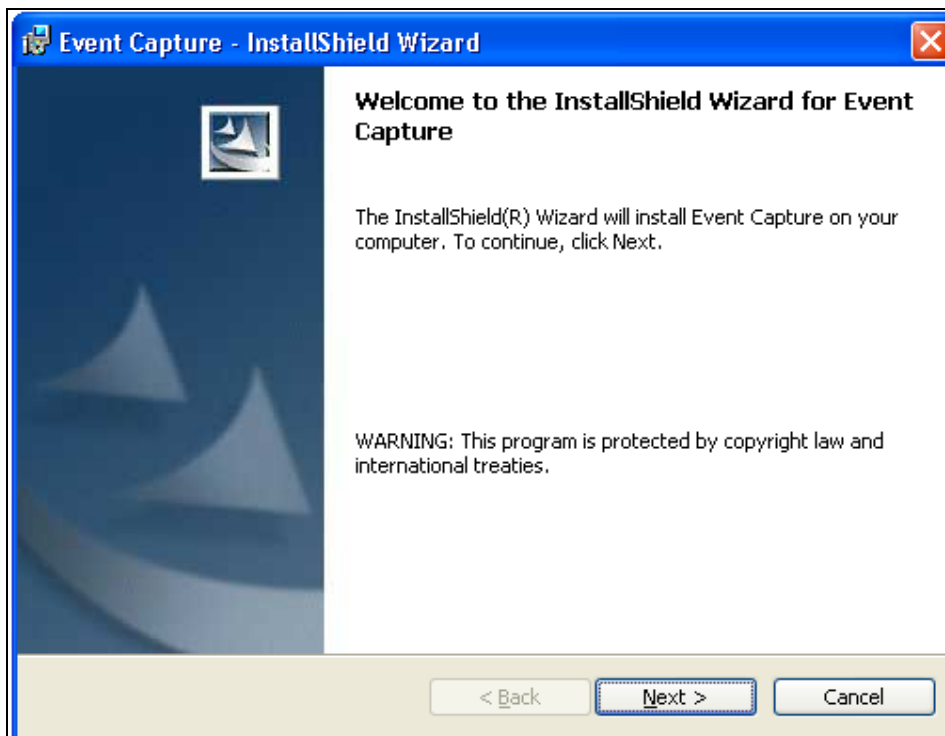 Event Capture - InstallShield Wizard
Welcome to the InstallShield Wizard for Event
Capture
The InstallShield(R) Wizard will install Event Capture on your
computer. To continue, click Next.
WARNING: This program is protected by copyright law and
international treaties.
< Back
Next >
Cancel